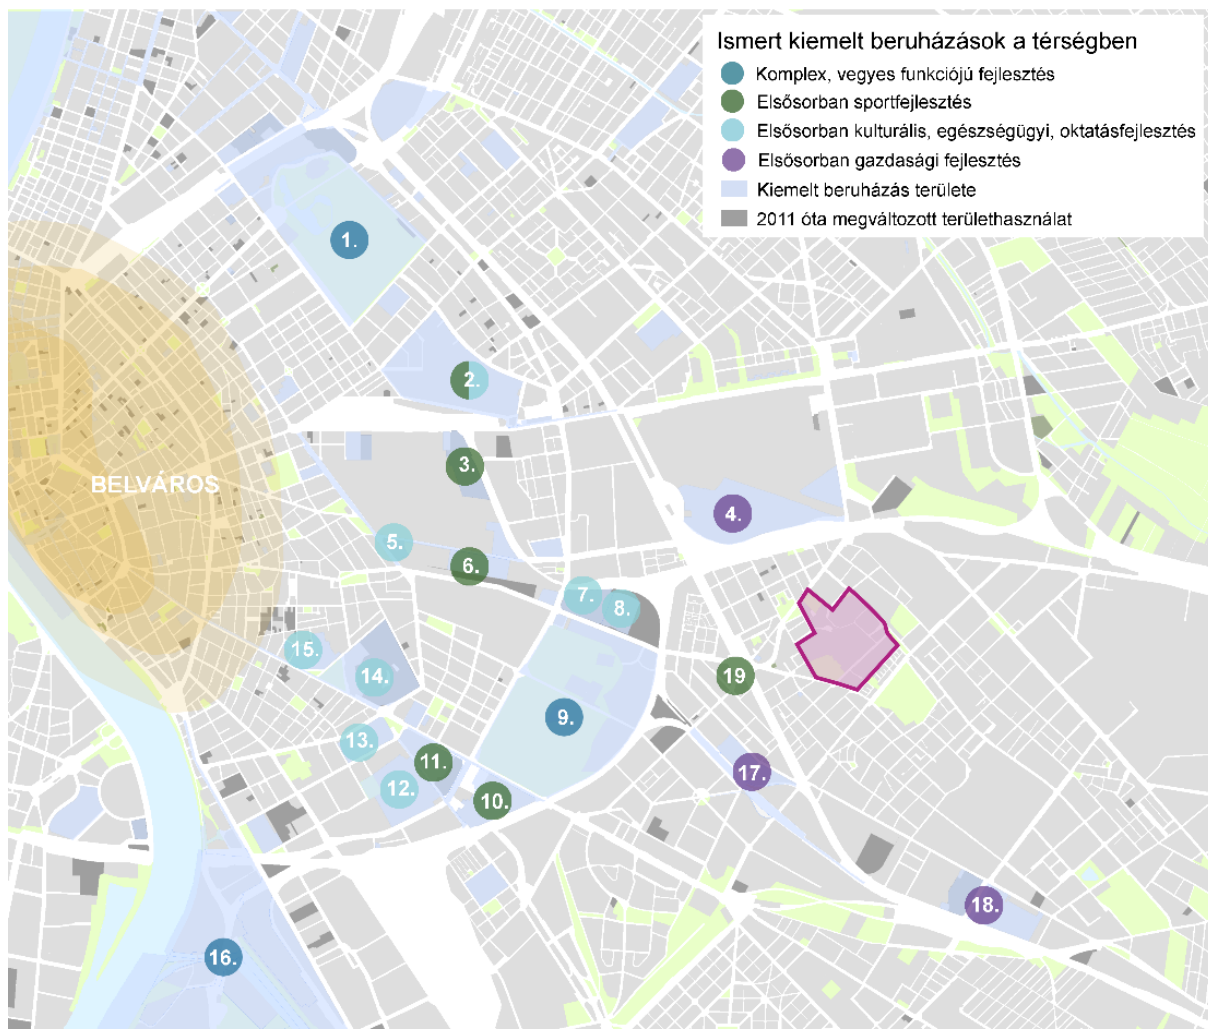 Ismert kiemelt beruházások a térségben
Komplex, vegyes funkciójú fejlesztés
Elsősorban sportfejlesztés
Elsősorban kulturális, egészségügyi, oktatásfejlesztés
Elsősorban gazdasági fejlesztés
Kiemelt beruházás területe
2011 óta megváltozott területhasználat
1.
2.
3.
BELVÁROS
4.
5.
6.
7.
8.
15.
14.
19
9.
13.
11.
17.
12.
10.
18.
16.